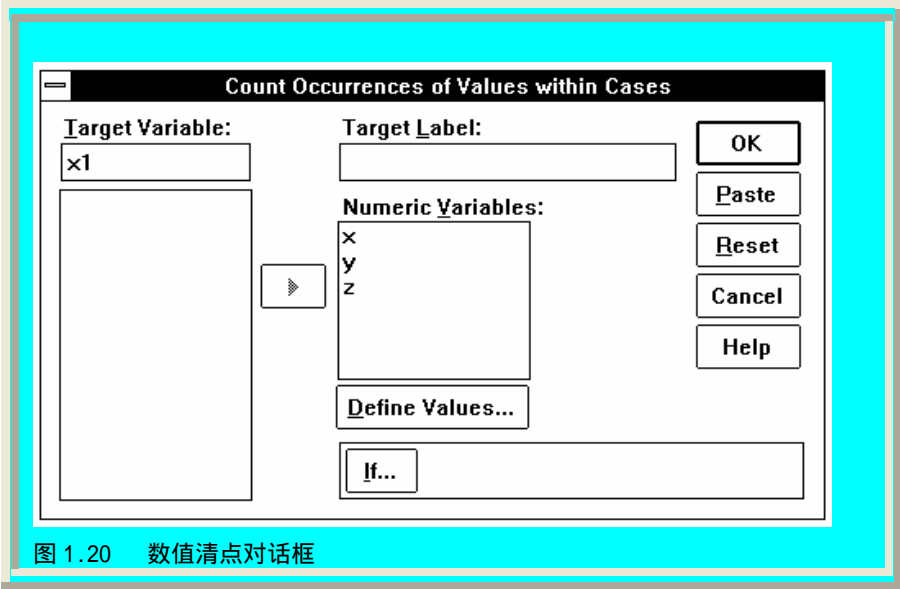 Count Occurrences of Values within Cases
Target Variable:
Target Label:
x1
OK
Paste
Reset
Cancel
Help
Numeric Variables:
x
y
z
Define Values...
If...
图 1.20 数值清点对话框